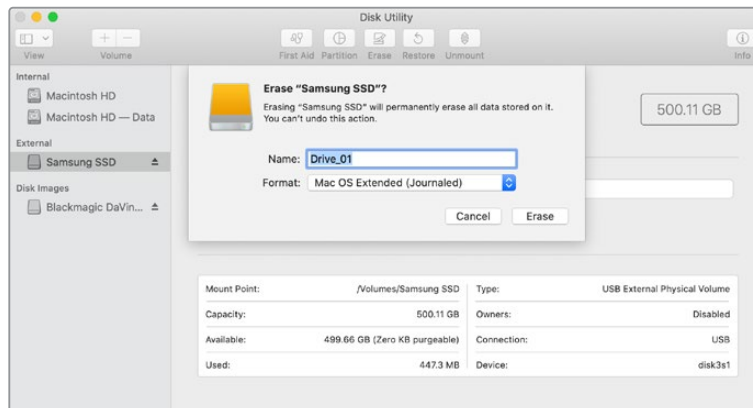 Disk Utility
View
Volume
First Aid Partition Erase Restore Unmount
Info
Internal
Macintosh HD
Macintosh HD — Data
External
Samsung SSD
Disk Images
Blackmagic DaVin...
Erase “Samsung SSD”?
Erasing “Samsung SSD” will permanently erase all data stored on it.
You can’t undo this action.
Name: Drive_01
Format: Mac OS Extended (Journaled)
Cancel Erase
500.11 GB
Mount Point: /Volumes/Samsung SSD Type: USB External Physical Volume
Capacity: 500.11 GB Owners: Disabled
Available: 499.66 GB (Zero KB purgeable) Connection: USB
Used: 447.3 MB Device: disk3s1